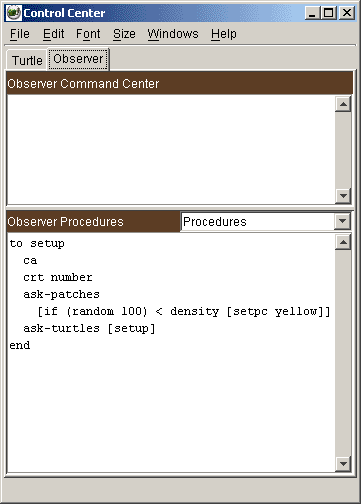 Control Center
File Edit Font Size Windows Help
Turtle Observer
Observer Command Center
Observer Procedures Procedures
to setup
  ca
  crt number
  ask-patches
    [if (random 100) < density [setpc yellow]]
  ask-turtles [setup]
end